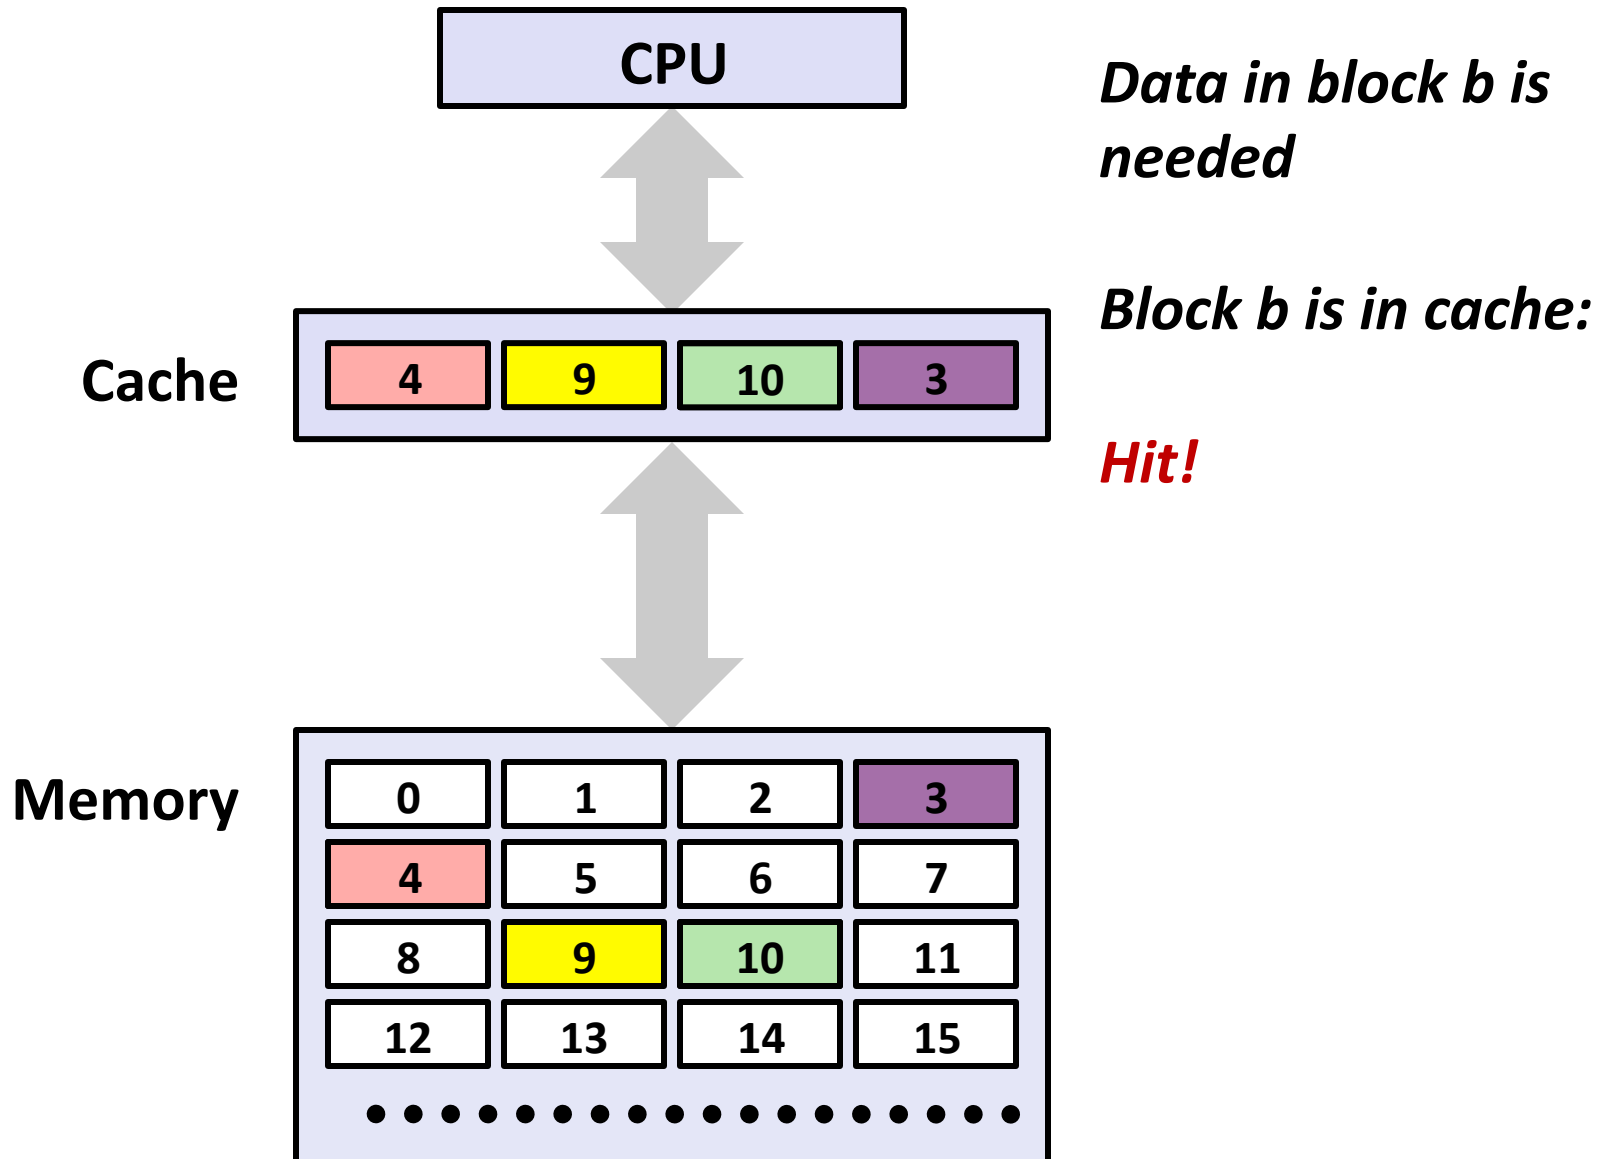 CPU
Data in block b is
needed
Block b is in cache:
Cache
4 9 10 3
Hit!
Memory
0 1 2 3
4 5 6 7
8 9 10 11
12 13 14 15